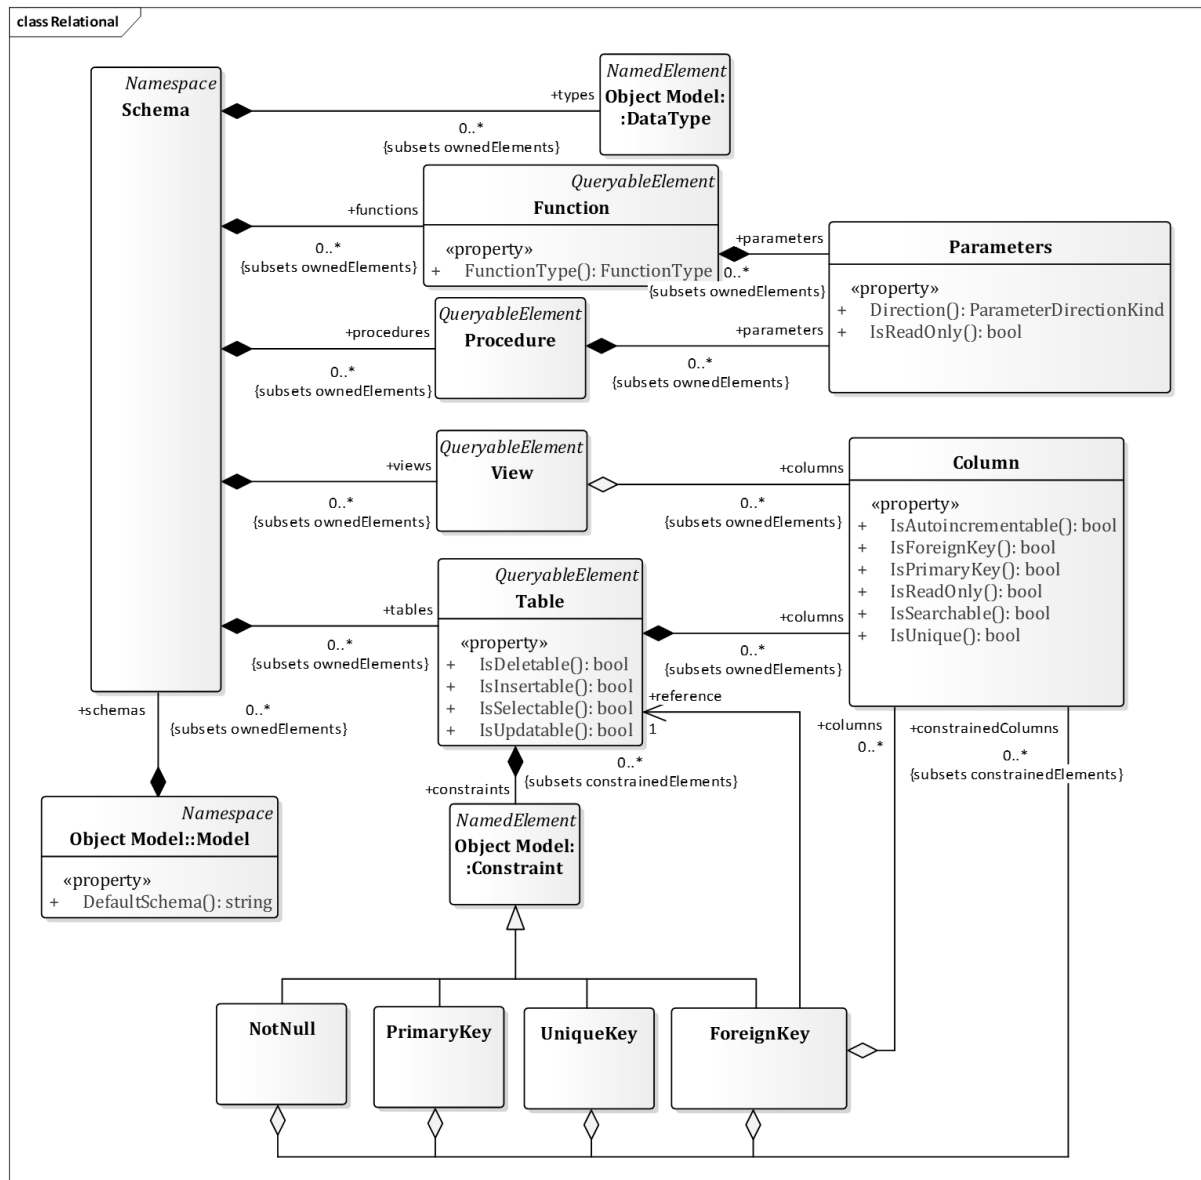 class Relational
Namespace
Schema
+types
0..*
{subsets ownedElements}
NamedElement
Object Model:
:DataType
+functions
0..*
{subsets ownedElements}
QueryableElement
Function
«property»
+ FunctionType(): FunctionType
+parameters
0..*
{subsets ownedElements}
Parameters
«property»
+ Direction(): ParameterDirectionKind
+ IsReadOnly(): bool
+procedures
0..*
{subsets ownedElements}
QueryableElement
Procedure
+parameters
0..*
{subsets ownedElements}
+views
0..*
{subsets ownedElements}
QueryableElement
View
+columns
0..*
{subsets ownedElements}
Column
«property»
+ IsAutoincrementable(): bool
+ IsForeignKey(): bool
+ IsPrimaryKey(): bool
+ IsReadOnly(): bool
+ IsSearchable(): bool
+ IsUnique(): bool
+tables
0..*
{subsets ownedElements}
QueryableElement
Table
«property»
+ IsDeletable(): bool
+ IsInsertable(): bool
+ IsSelectable(): bool
+ IsUpdatable(): bool
+columns
0..*
{subsets ownedElements}
+reference
1
+schemas
0..*
{subsets ownedElements}
+columns
0..*
+constrainedColumns
0..*
{subsets constrainedElements}
0..*
{subsets constrainedElements}
+constraints
Namespace
Object Model::Model
«property»
+ DefaultSchema(): string
NamedElement
Object Model:
:Constraint
NotNull
PrimaryKey
UniqueKey
ForeignKey